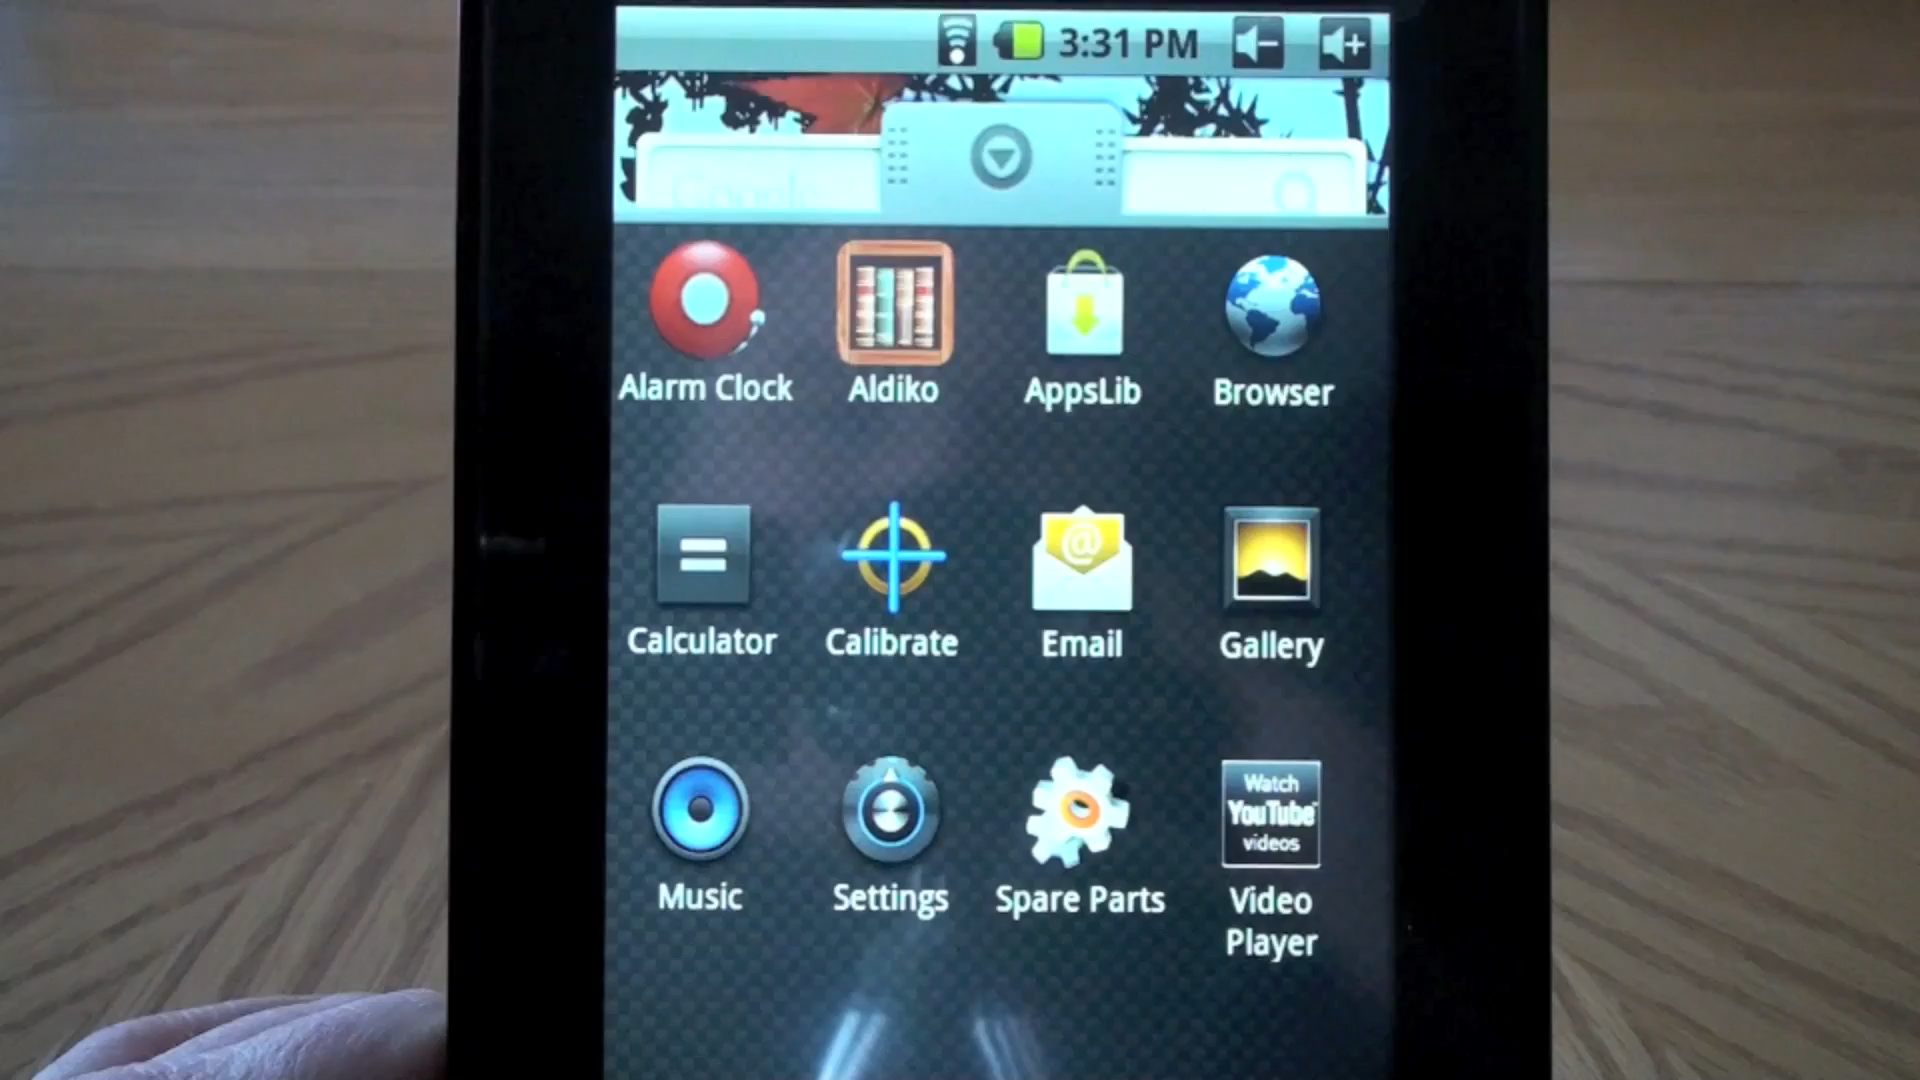 3:31 PM
Google
Alarm Clock
Aldiko
AppsLib
Browser
@
Calculator
Calibrate
Email
Gallery
Watch
YouTube
videos
Music
Settings
Spare Parts
Video
Player